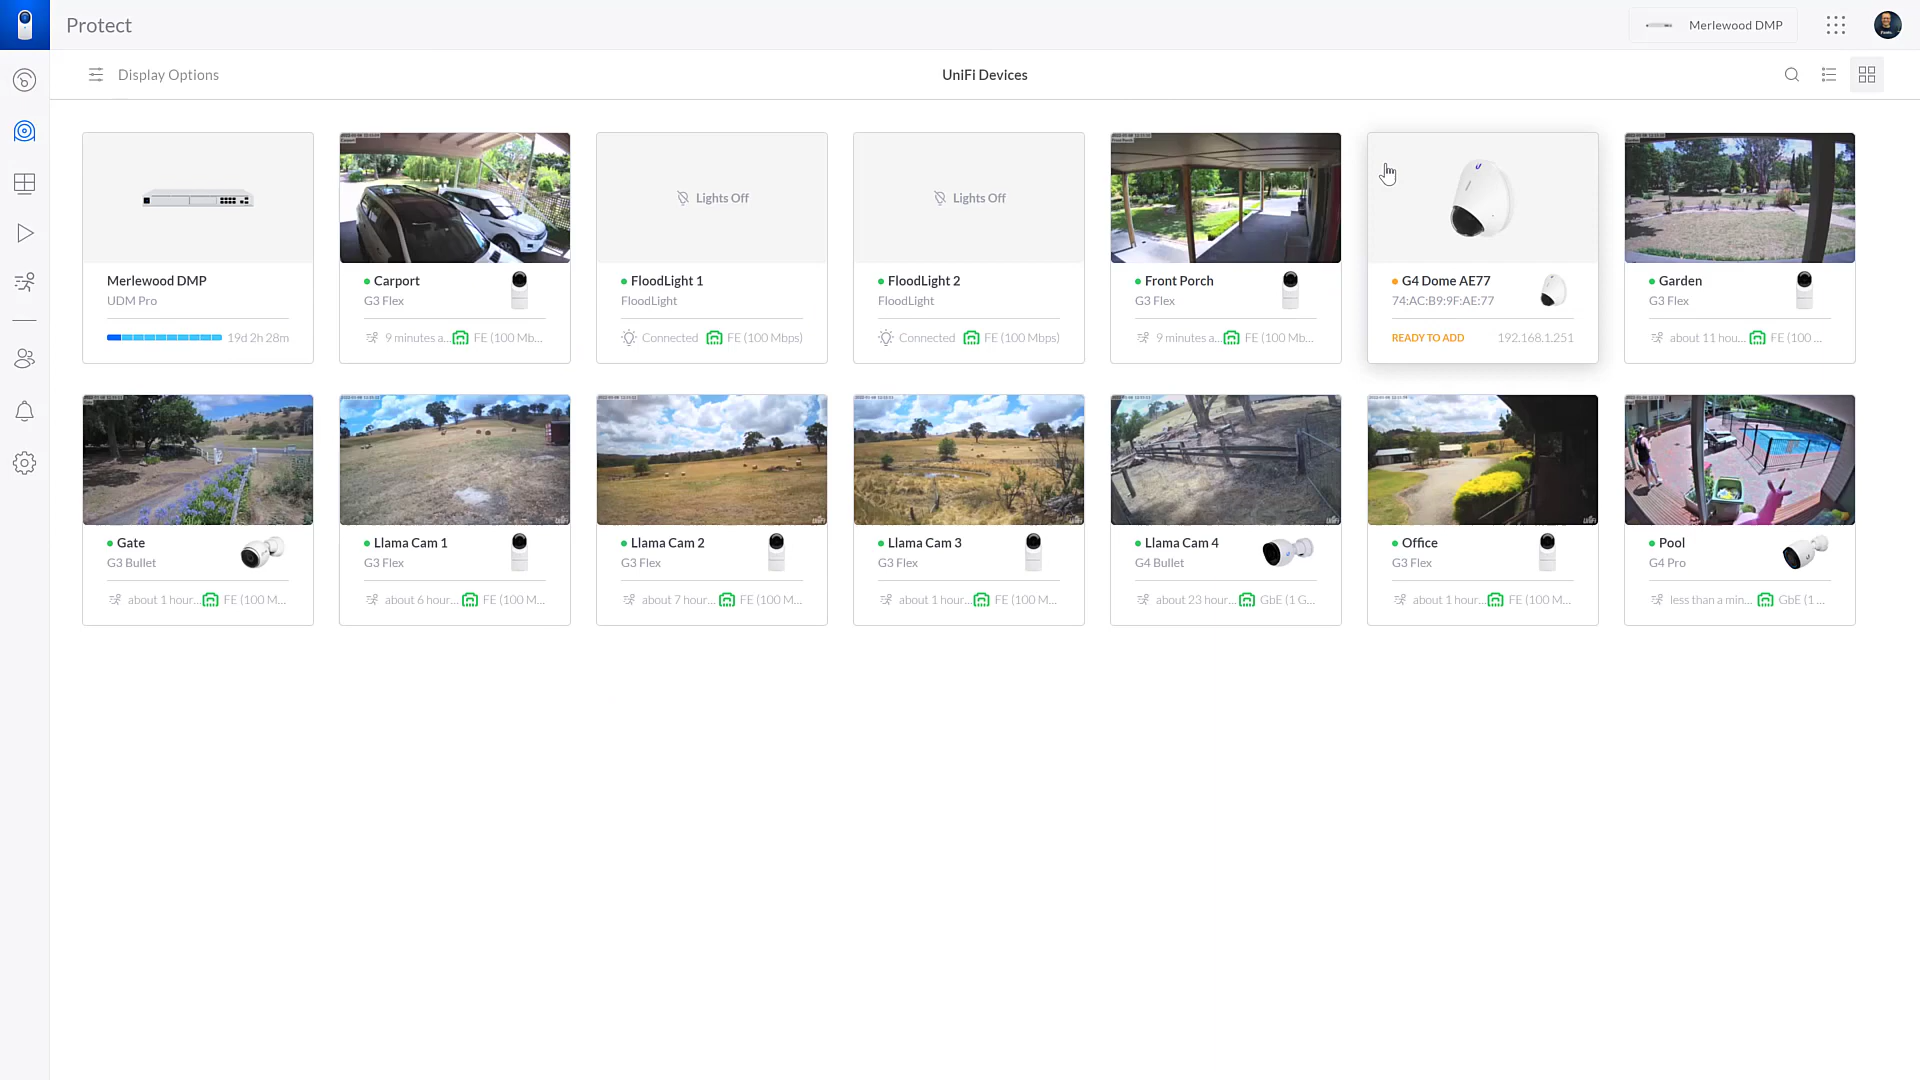 Protect
Merlewood DMP
Display Options
UniFi Devices
Lights Off
Lights Off
Merlewood DMP
UDM Pro
19d 2h 28m
Carport
G3 Flex
9 minutes a...
FE (100 Mb...
FloodLight 1
FloodLight
Connected
FE (100 Mbps)
FloodLight 2
FloodLight
Connected
FE (100 Mbps)
Front Porch
G3 Flex
9 minutes a...
FE (100 Mb...
G4 Dome AE77
74:AC:B9:9F:AE:77
READY TO ADD
192.168.1.251
Garden
G3 Flex
about 11 hou...
FE (100 ...
Gate
G3 Bullet
about 1 hour...
FE (100 M...
Llama Cam 1
G3 Flex
about 6 hour...
FE (100 M...
Llama Cam 2
G3 Flex
about 7 hour...
FE (100 M...
Llama Cam 3
G3 Flex
about 1 hour...
FE (100 M...
Llama Cam 4
G4 Bullet
about 23 hour...
GbE (1 G...
Office
G3 Flex
about 1 hour...
FE (100 M...
Pool
G4 Pro
less than a min...
GbE (1 ...